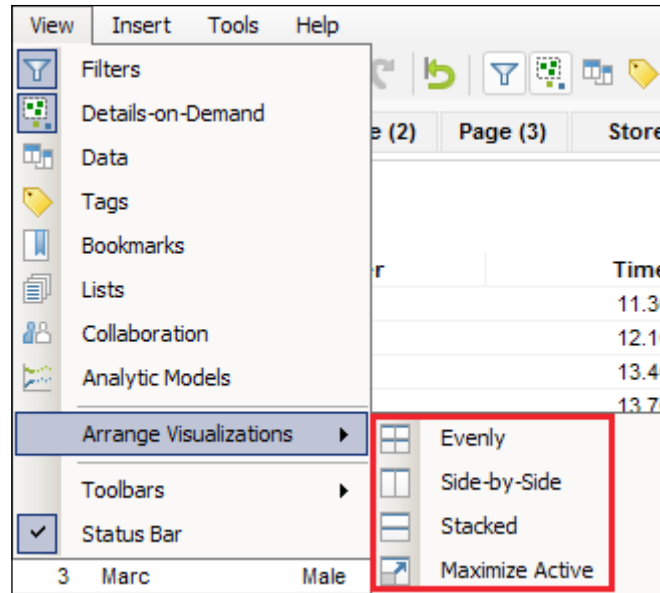 View Insert Tools Help
Filters
Details-on-Demand
(2) Page (3) Store
Data
Tags
Bookmarks
Lists
Time
11.3
12.1
Collaboration
13.4
Analytic Models
13.7
Arrange Visualizations
Evenly
Side-by-Side
Toolbars
Stacked
Status Bar
Maximize Active
3 Marc Male